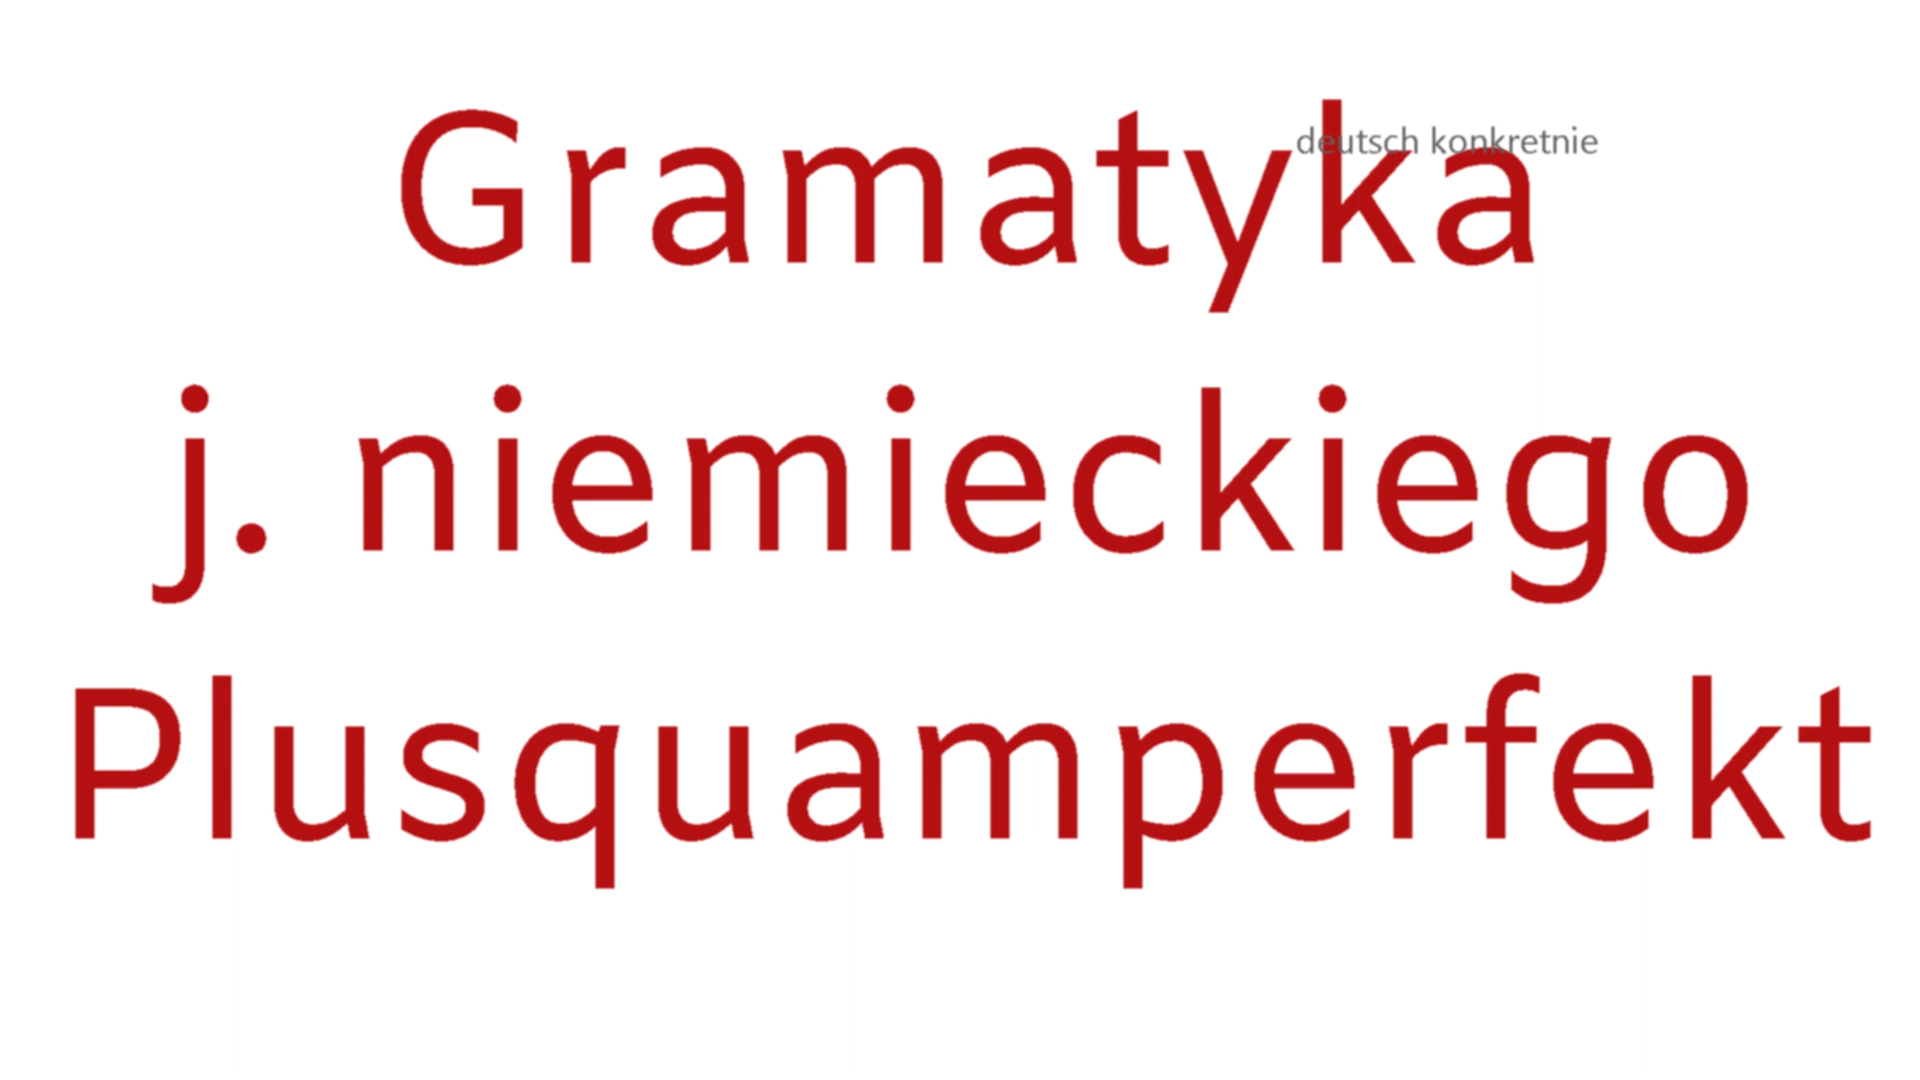 Gramatyka
deutsch konkretnie
j. niemieckiego
Plusquamperfekt